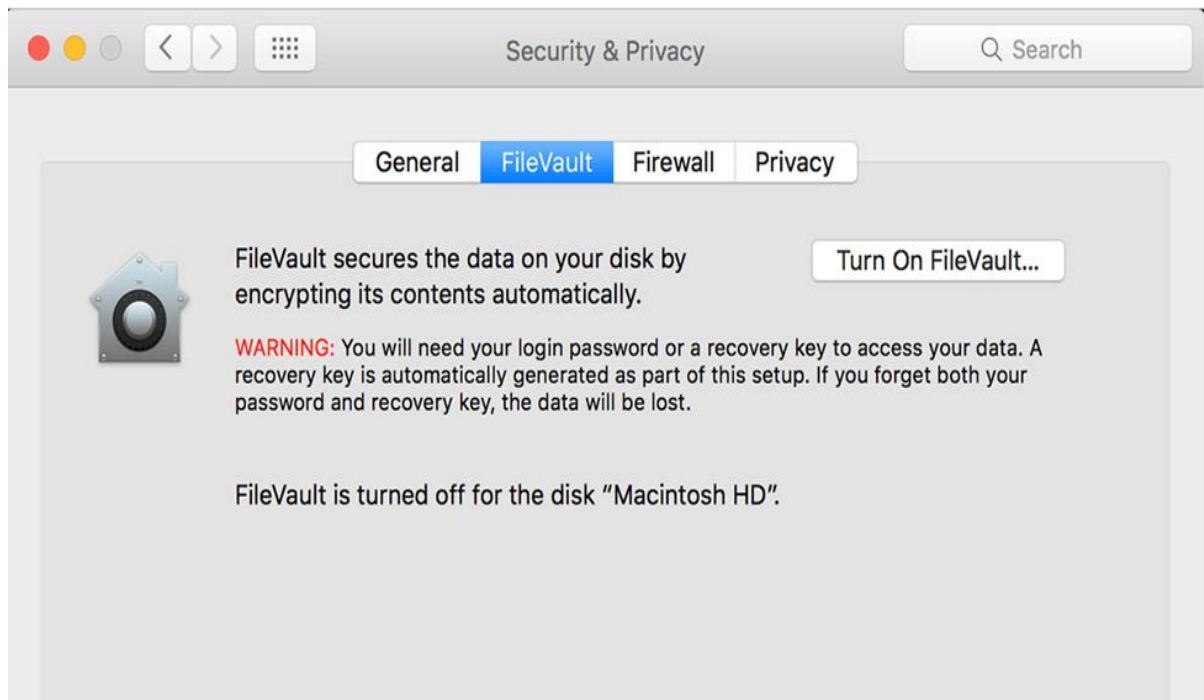 Security & Privacy
Search
General FileVault Firewall Privacy
FileVault secures the data on your disk by
encrypting its contents automatically.
Turn On FileVault...
WARNING: You will need your login password or a recovery key to access your data. A
recovery key is automatically generated as part of this setup. If you forget both your
password and recovery key, the data will be lost.
FileVault is turned off for the disk “Macintosh HD”.